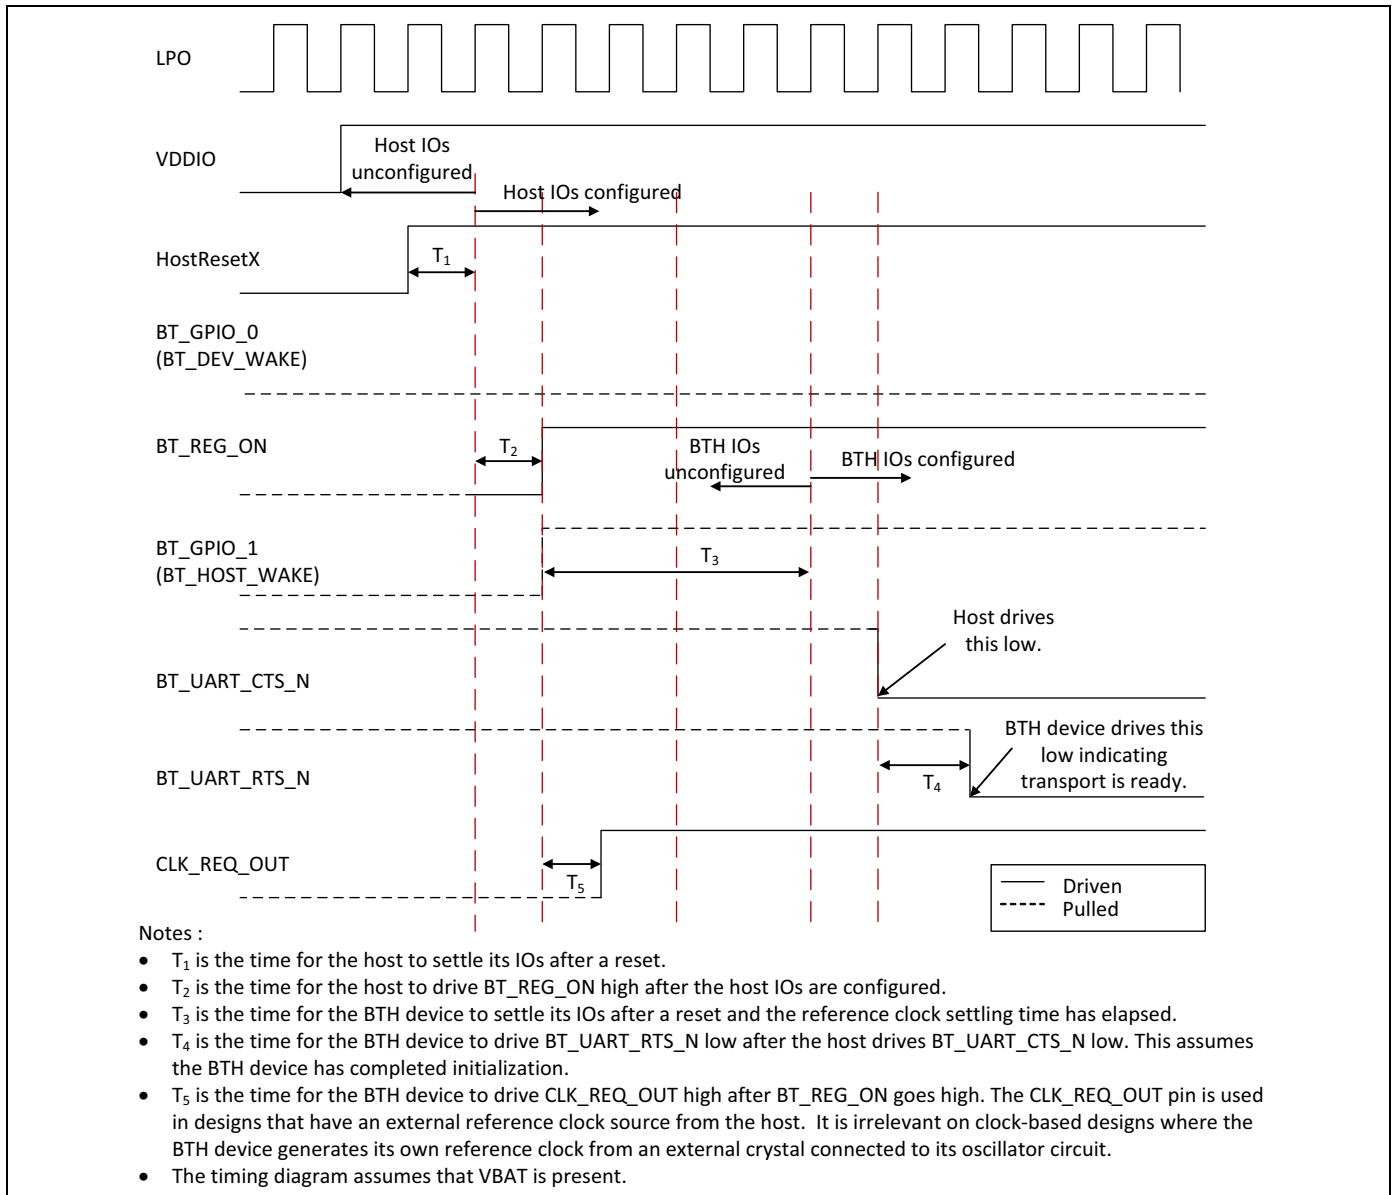 LPO
VDDIO
Host IOs
unconfigured
Host IOs configured
HostResetX
T1
BT_GPIO_0
(BT_DEV_WAKE)
BT_REG_ON
T2
BTH IOs
unconfigured
BTH IOs configured
BT_GPIO_1
(BT_HOST_WAKE)
T3
Host drives
this low.
BT_UART_CTS_N
BTH device drives this
low indicating
transport is ready.
BT_UART_RTS_N
T4
CLK_REQ_OUT
T5
Driven
Pulled
Notes :
• T1 is the time for the host to settle its IOs after a reset.
• T2 is the time for the host to drive BT_REG_ON high after the host IOs are configured.
• T3 is the time for the BTH device to settle its IOs after a reset and the reference clock settling time has elapsed.
• T4 is the time for the BTH device to drive BT_UART_RTS_N low after the host drives BT_UART_CTS_N low. This assumes
the BTH device has completed initialization.
• T5 is the time for the BTH device to drive CLK_REQ_OUT high after BT_REG_ON goes high. The CLK_REQ_OUT pin is used
in designs that have an external reference clock source from the host. It is irrelevant on clock-based designs where the
BTH device generates its own reference clock from an external crystal connected to its oscillator circuit.
• The timing diagram assumes that VBAT is present.